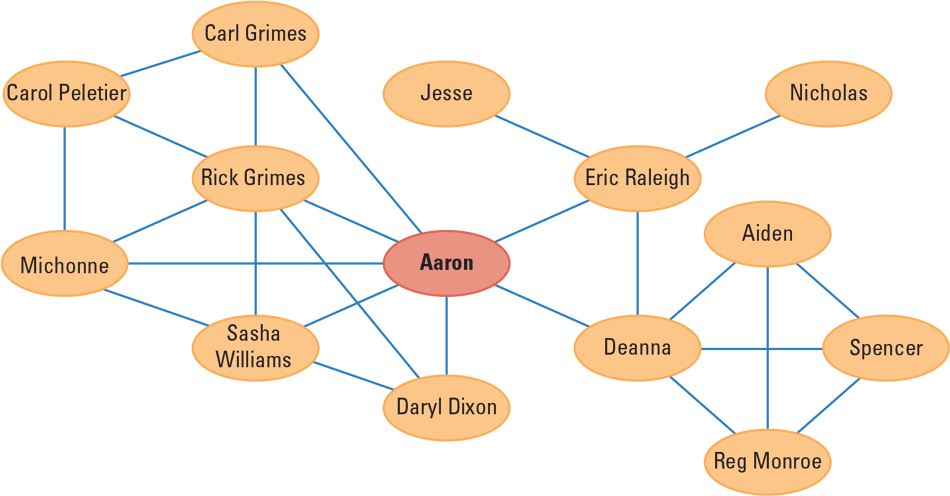 Carl Grimes
Carol Peletier
Jesse
Nicholas
Rick Grimes
Eric Raleigh
Aiden
Michonne
Aaron
Sasha
Williams
Deanna
Spencer
Daryl Dixon
Reg Monroe